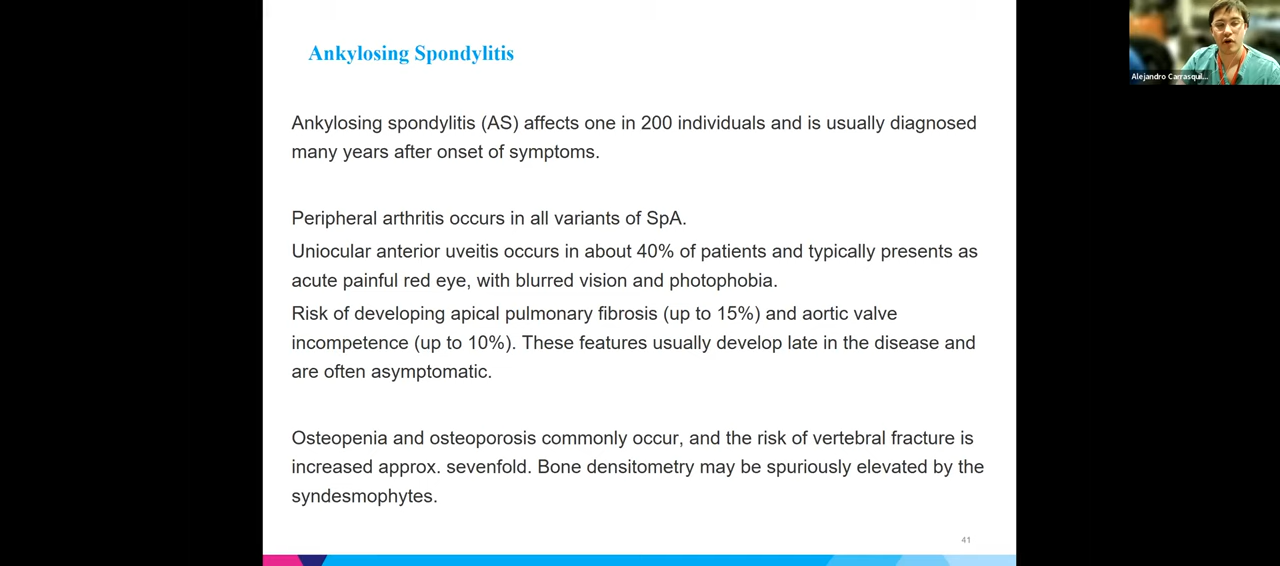 Ankylosing Spondylitis
Alejandro Carrasqui...
Ankylosing spondylitis (AS) affects one in 200 individuals and is usually diagnosed
many years after onset of symptoms.
Peripheral arthritis occurs in all variants of SpA.
Uniocular anterior uveitis occurs in about 40% of patients and typically presents as
acute painful red eye, with blurred vision and photophobia.
Risk of developing apical pulmonary fibrosis (up to 15%) and aortic valve
incompetence (up to 10%). These features usually develop late in the disease and
are often asymptomatic.
Osteopenia and osteoporosis commonly occur, and the risk of vertebral fracture is
increased approx. sevenfold. Bone densitometry may be spuriously elevated by the
syndesmophytes.
41